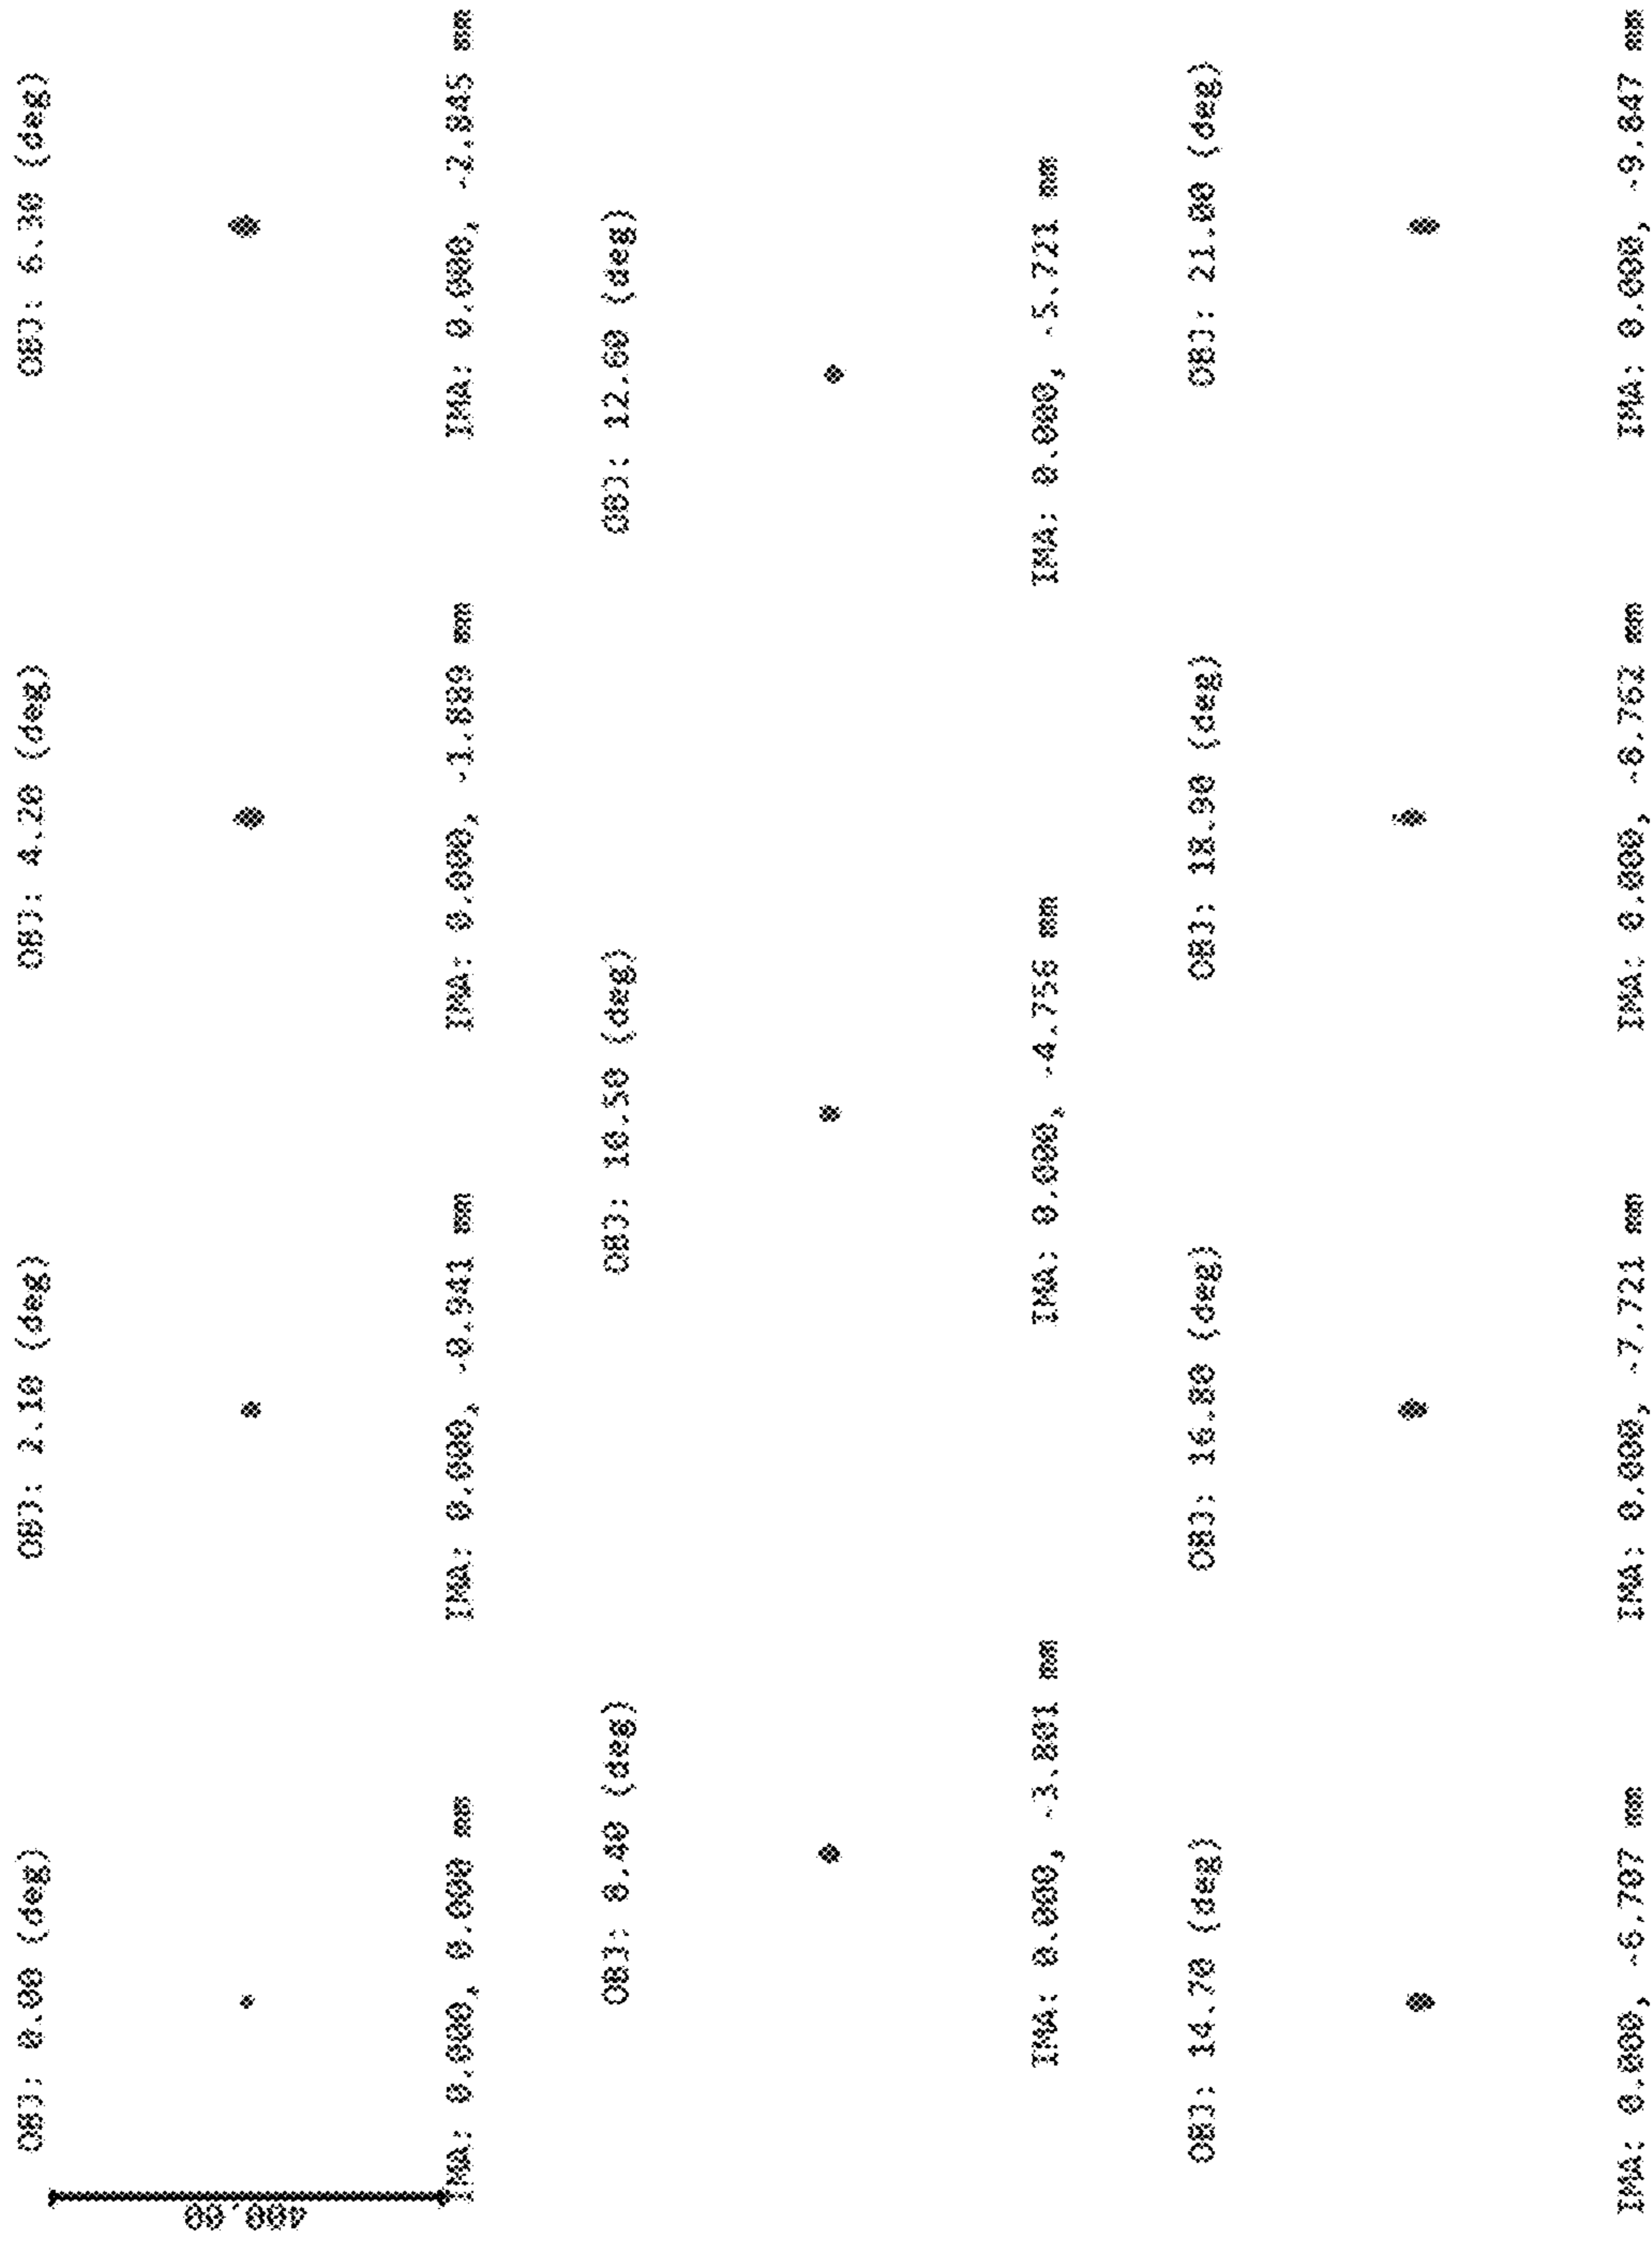 OBJ: 0.00 (deg)
OBJ: 2.10 (deg)
OBJ: 4.20 (deg)
OBJ: 6.30 (deg)
400.00
IMA: 0.000, 0.000 mm
IMA: 0.000, -0.941 mm
IMA: 0.000, -1.889 mm
IMA: 0.000, -2.845 mm
OBJ: 8.40 (deg)
OBJ: 10.50 (deg)
OBJ: 12.60 (deg)
IMA: 0.000, -3.801 mm
IMA: 0.000, -4.756 mm
IMA: 0.000, -5.721 mm
OBJ: 14.70 (deg)
OBJ: 16.80 (deg)
OBJ: 18.90 (deg)
OBJ: 21.00 (deg)
IMA: 0.000, -6.707 mm
IMA: 0.000, -7.721 mm
IMA: 0.000, -8.762 mm
IMA: 0.000, -9.847 mm